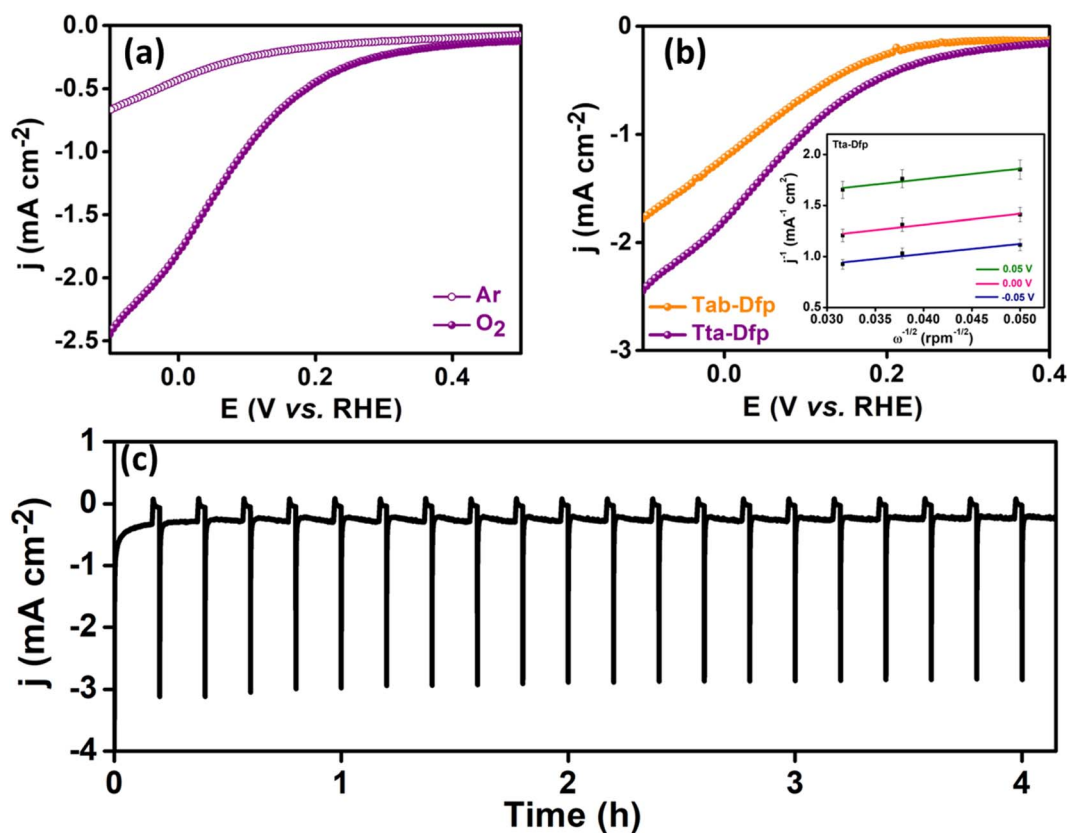 (a)
0.0
-0.5
-1.0
-1.5
-2.0
-2.5
j (mA cm⁻²)
Ar
O₂
0.0 0.2 0.4
E (V vs. RHE)
(b)
0
-1
-2
-3
j (mA cm⁻²)
Tab-Dfp
Tta-Dfp
0.0 0.2 0.4
E (V vs. RHE)
Tta-Dfp
2.0
1.5
1.0
0.5
j⁻¹ (mA⁻¹ cm²)
0.05 V
0.00 V
-0.05 V
0.030 0.035 0.040 0.045 0.050
ω⁻¹/² (rpm⁻¹/²)
(c)
1
0
-1
-2
-3
-4
j (mA cm⁻²)
0 1 2 3 4
Time (h)